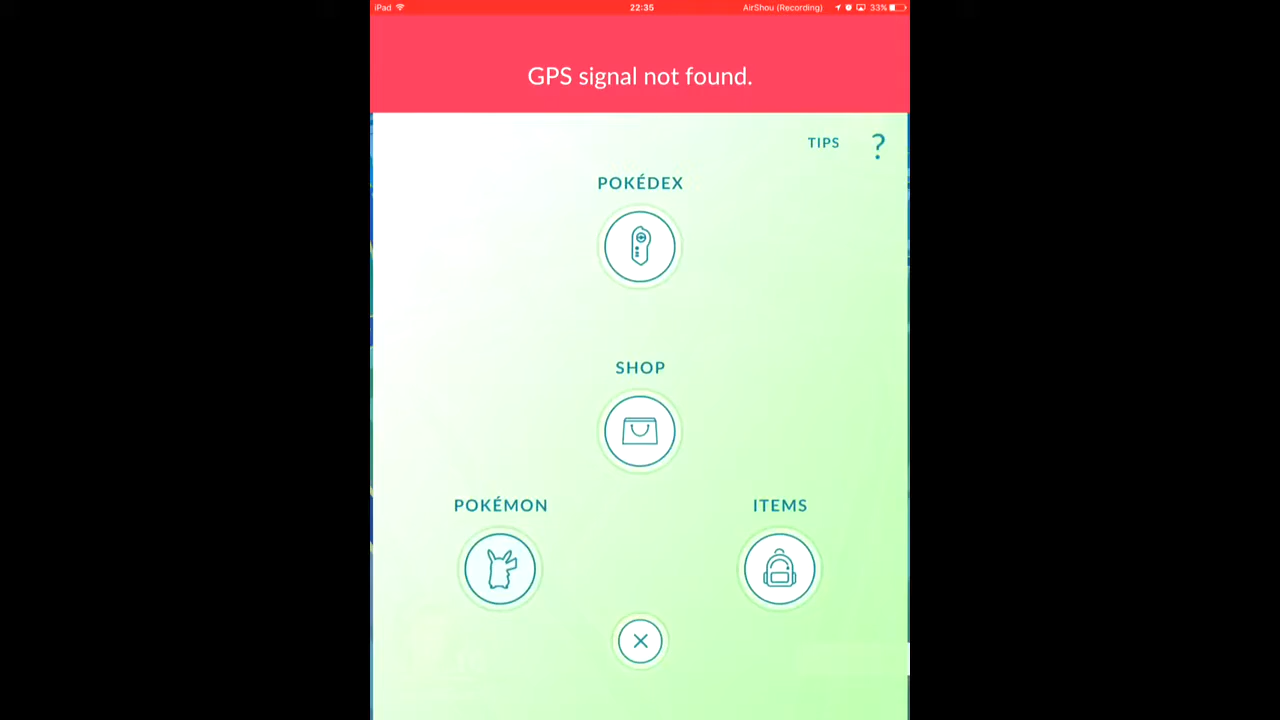 iPad 22:35 AirShou (Recording) 33%
GPS signal not found.
TIPS ?
POKÉDEX
SHOP
POKÉMON ITEMS